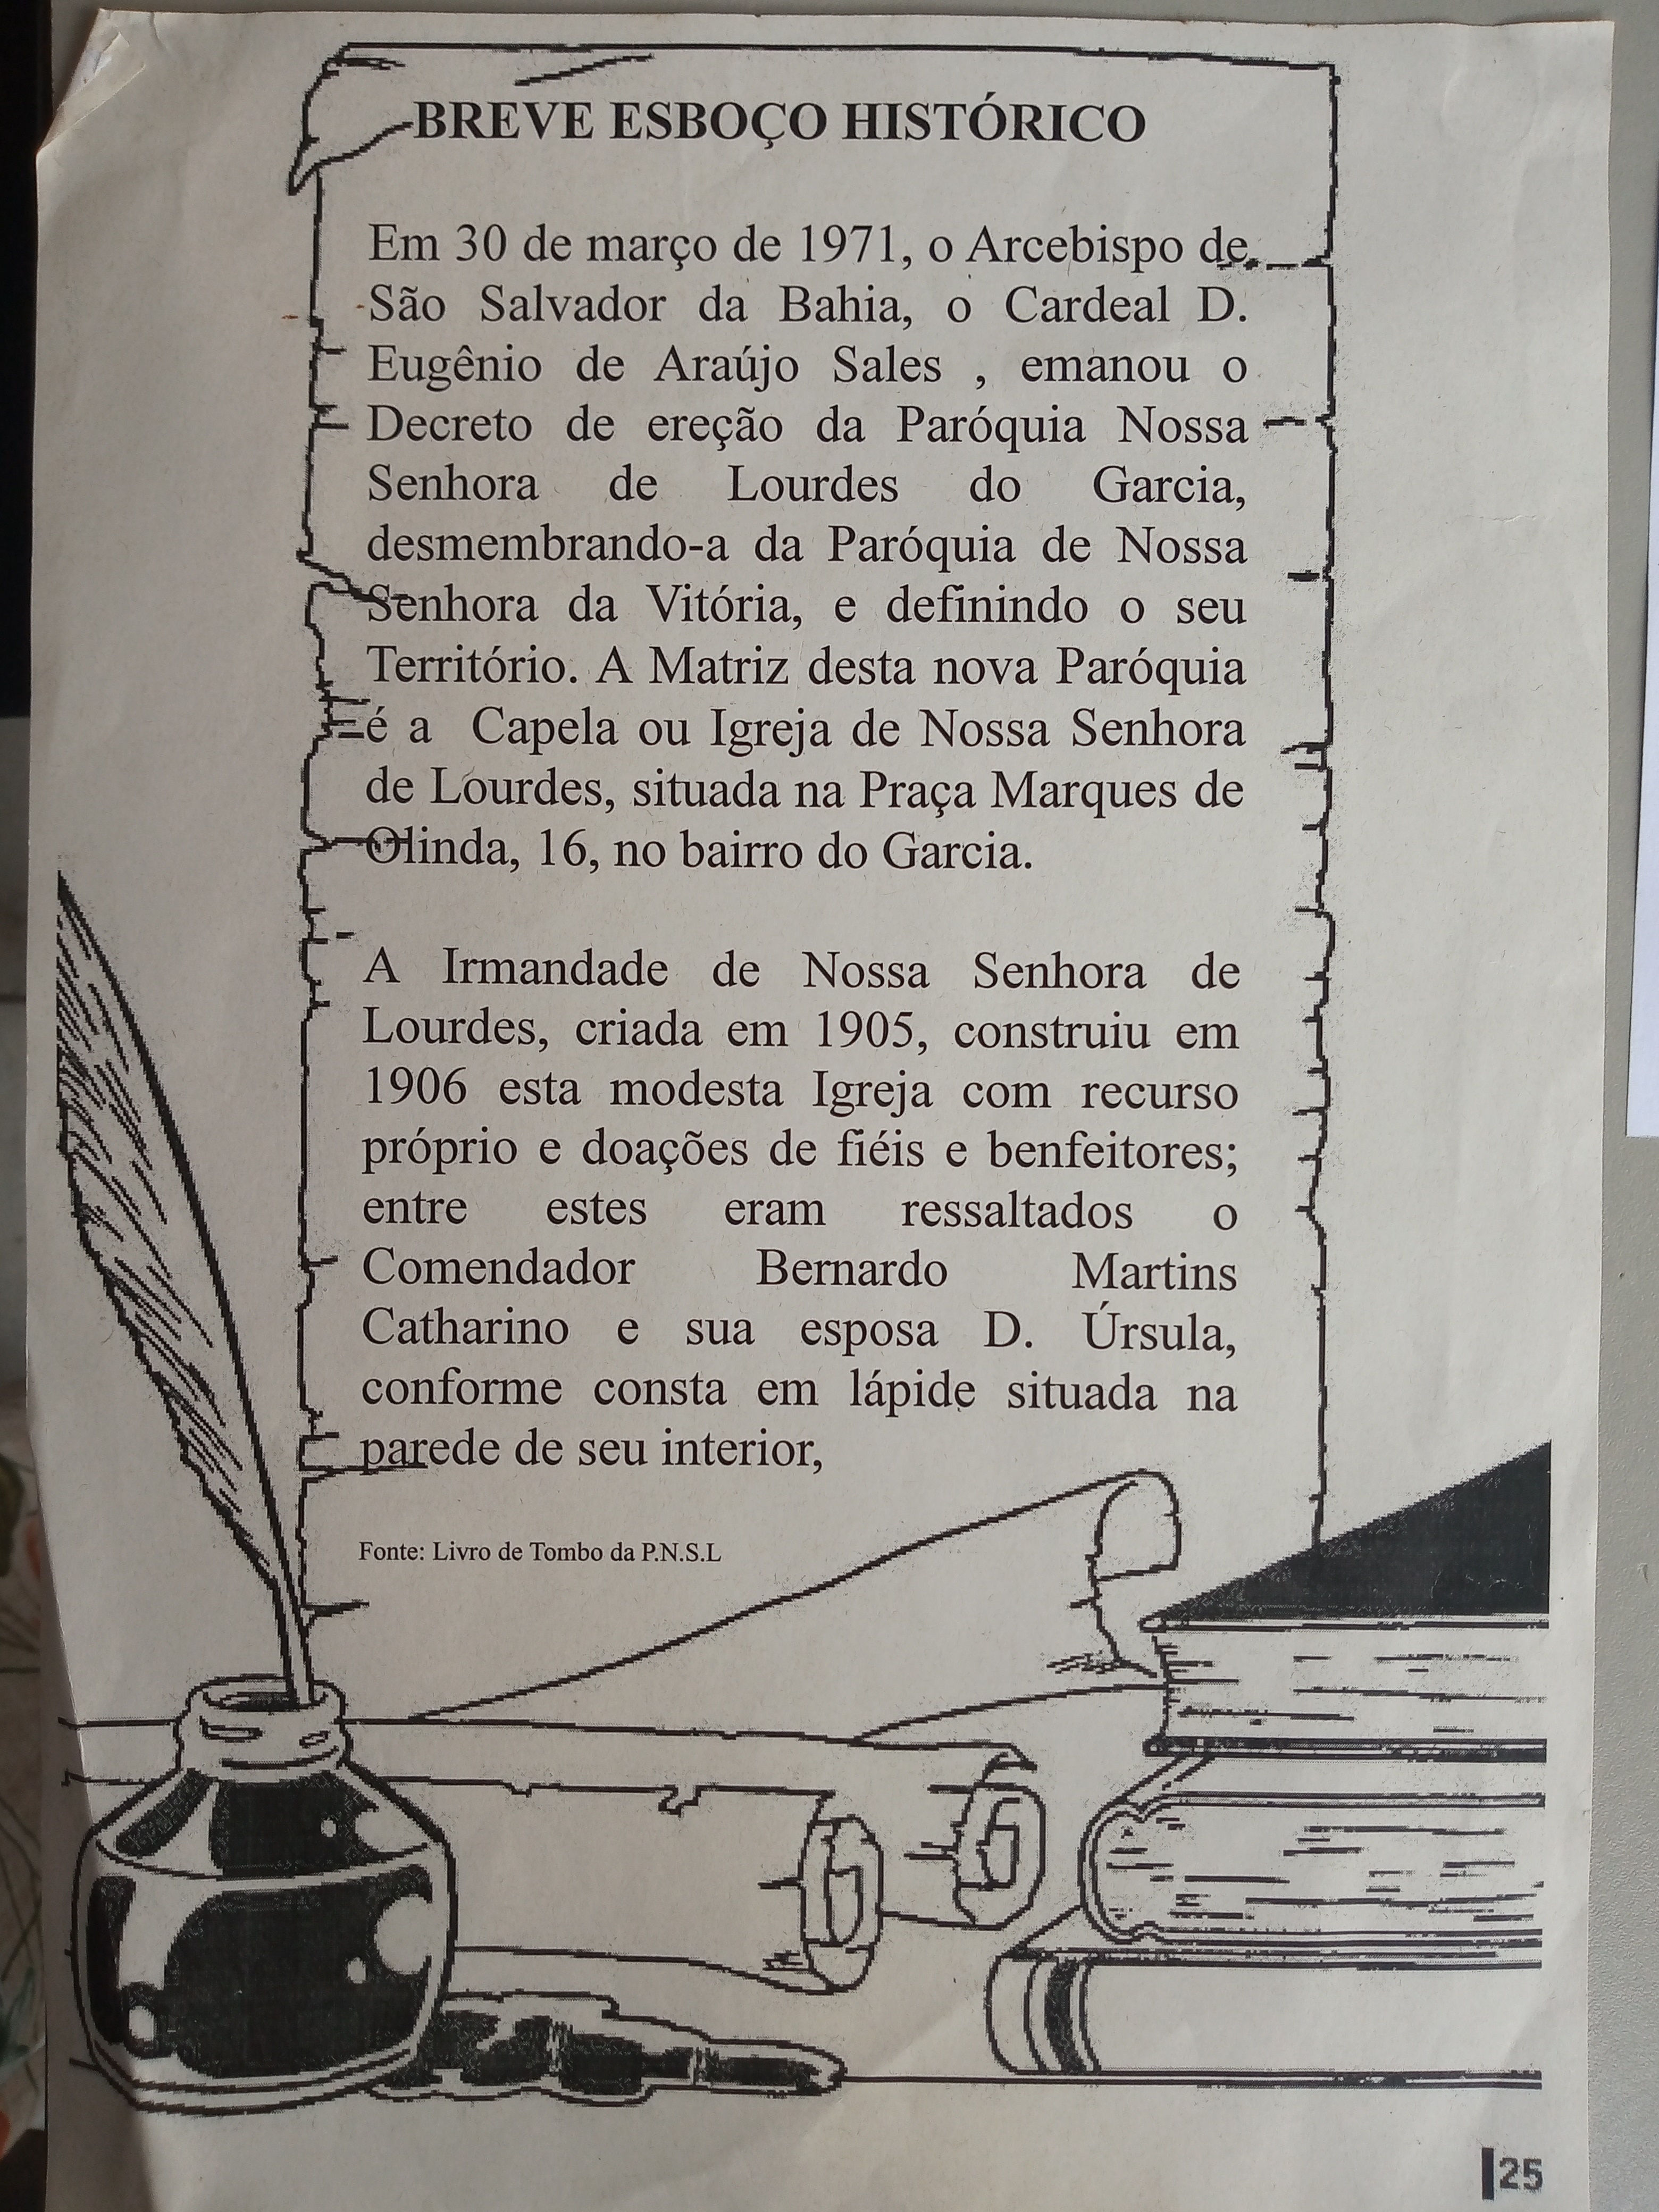 BREVE ESBOÇO HISTÓRICO
Em 30 de março de 1971, o Arcebispo de
São Salvador da Bahia, o Cardeal D.
Eugênio de Araújo Sales , emanou o
Decreto de ereção da Paróquia Nossa
Senhora de Lourdes do Garcia,
desmembrando-a da Paróquia de Nossa
Senhora da Vitória, e definindo o seu
Território. A Matriz desta nova Paróquia
é a Capela ou Igreja de Nossa Senhora
de Lourdes, situada na Praça Marques de
Olinda, 16, no bairro do Garcia.
A Irmandade de Nossa Senhora de
Lourdes, criada em 1905, construiu em
1906 esta modesta Igreja com recurso
próprio e doações de fiéis e benfeitores;
entre estes eram ressaltados o
Comendador Bernardo Martins
Catharino e sua esposa D. Úrsula,
conforme consta em lápide situada na
parede de seu interior,
Fonte: Livro de Tombo da P.N.S.L
25